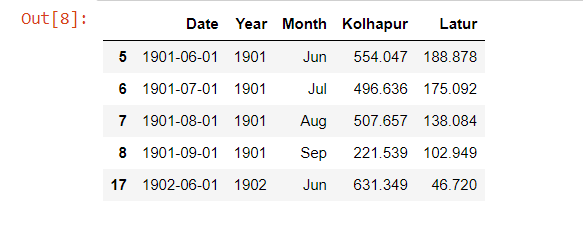 Out[8]:
Date Year Month Kolhapur Latur
5 1901-06-01 1901 Jun 554.047 188.878
6 1901-07-01 1901 Jul 496.636 175.092
7 1901-08-01 1901 Aug 507.657 138.084
8 1901-09-01 1901 Sep 221.539 102.949
17 1902-06-01 1902 Jun 631.349 46.720